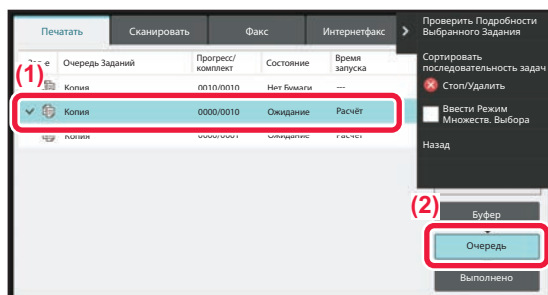 Печатать
Сканировать
Факс
Интернетфакс
Проверить Подробности
Выбранного Задания
Сортировать
последовательность задач
Стоп/Удалить
Ввести Режим
Множеств. Выбора
Назад
Очередь Заданий
Прогресс/
комплект
Состояние
Время
запуска
(1)
Копия
0010/0010
Нет Бумаги
---
Копия
0000/0010
Ожидание
Расчёт
Копия
0000/0001
Ожидание
Расчёт
(2)
Буфер
Очередь
Выполнено